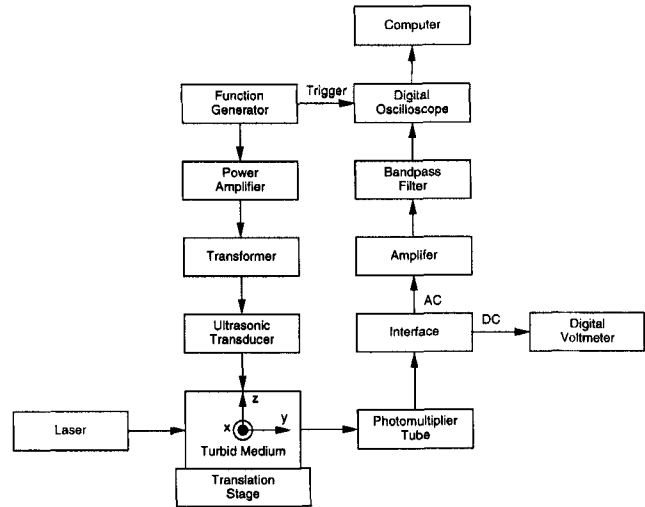 Computer
Function
Generator
Trigger
Digital
Oscilloscope
Power
Amplifier
Bandpass
Filter
Transformer
Amplifer
AC
Ultrasonic
Transducer
Interface
DC
Digital
Voltmeter
z
x
y
Laser
Turbid Medium
Photomultiplier
Tube
Translation
Stage